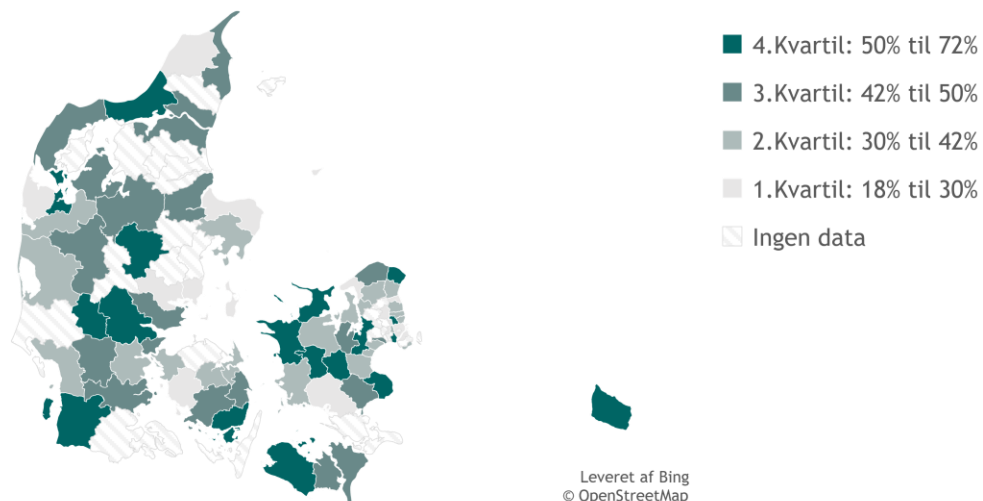 4.Kvartil: 50% til 72%
3.Kvartil: 42% til 50%
2.Kvartil: 30% til 42%
1.Kvartil: 18% til 30%
Ingen data
Leveret af Bing
© OpenStreetMap